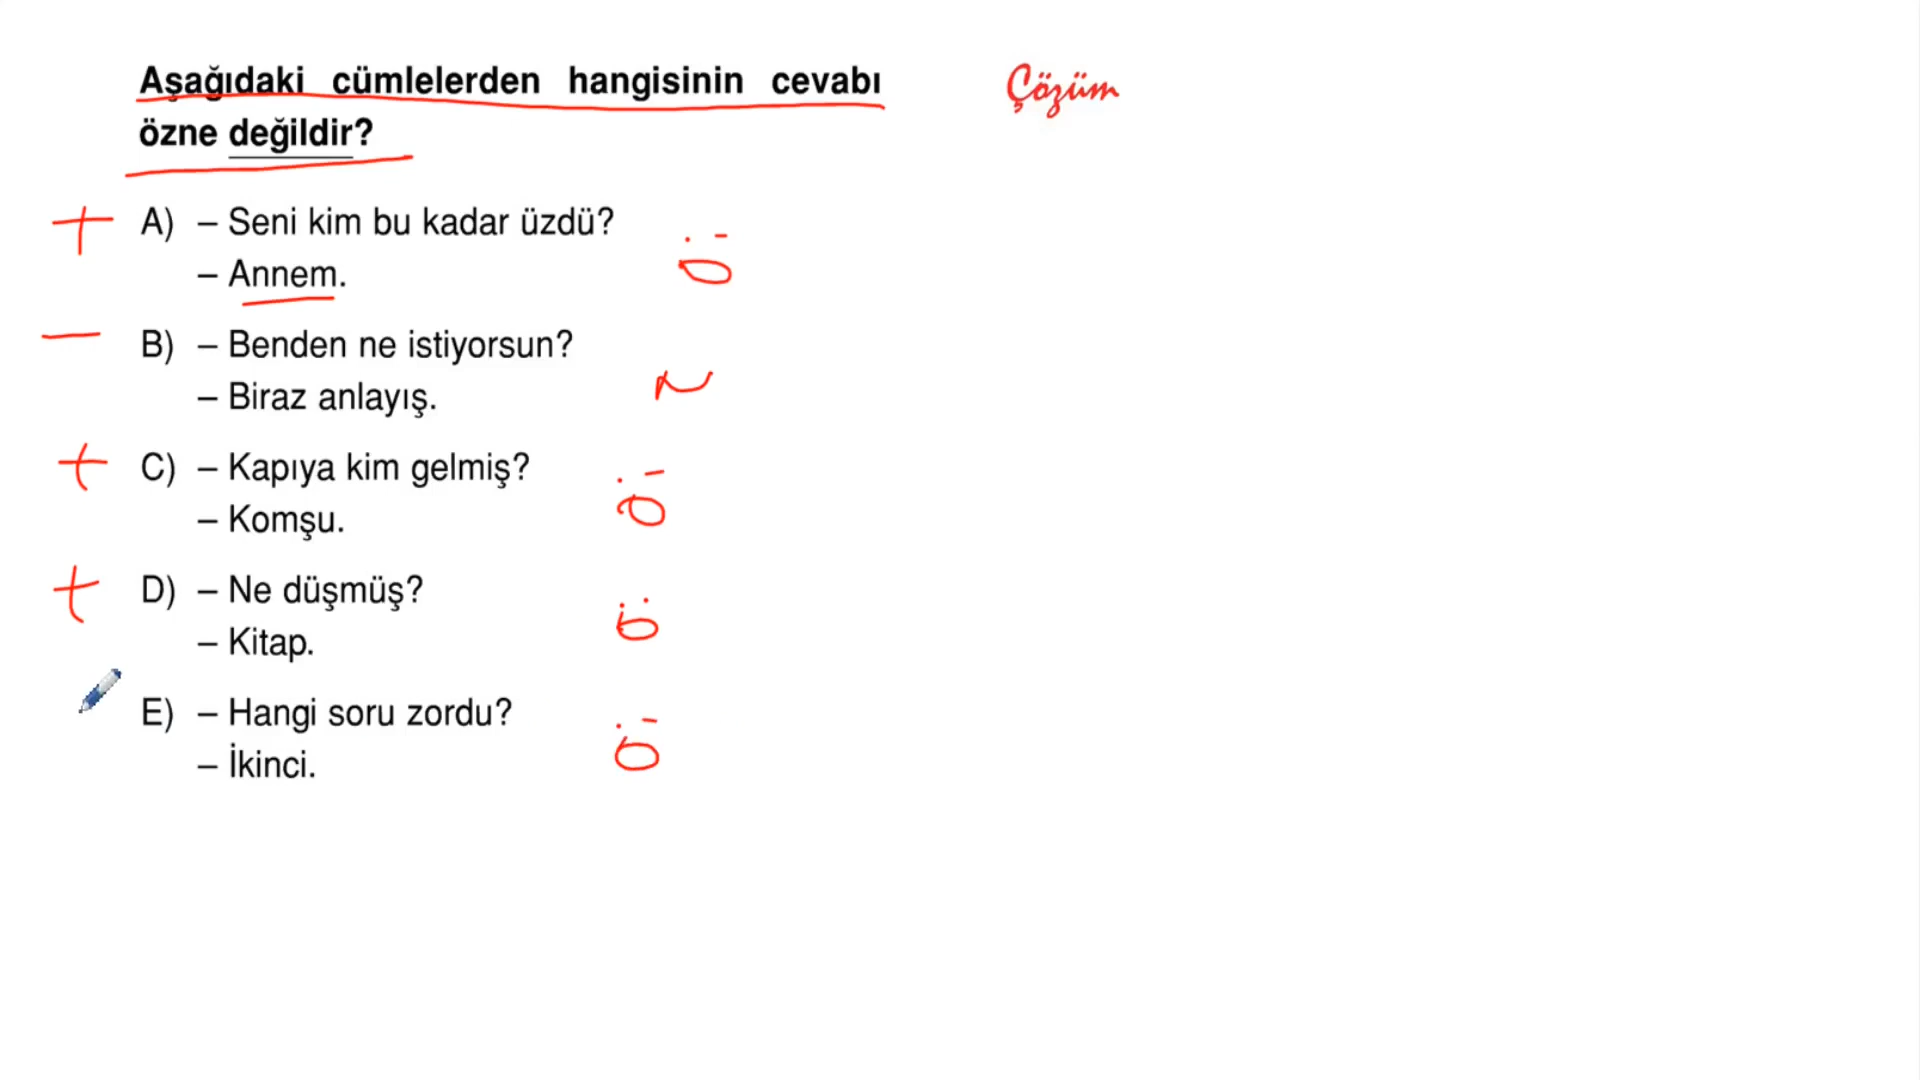 Aşağıdaki cümlelerden hangisinin cevabı
özne değildir?
Çözüm
+ A) – Seni kim bu kadar üzdü?
– Annem.
Ö
– B) – Benden ne istiyorsun?
– Biraz anlayış.
N
+ C) – Kapıya kim gelmiş?
– Komşu.
Ö
+ D) – Ne düşmüş?
– Kitap.
Ö
E) – Hangi soru zordu?
– İkinci.
Ö